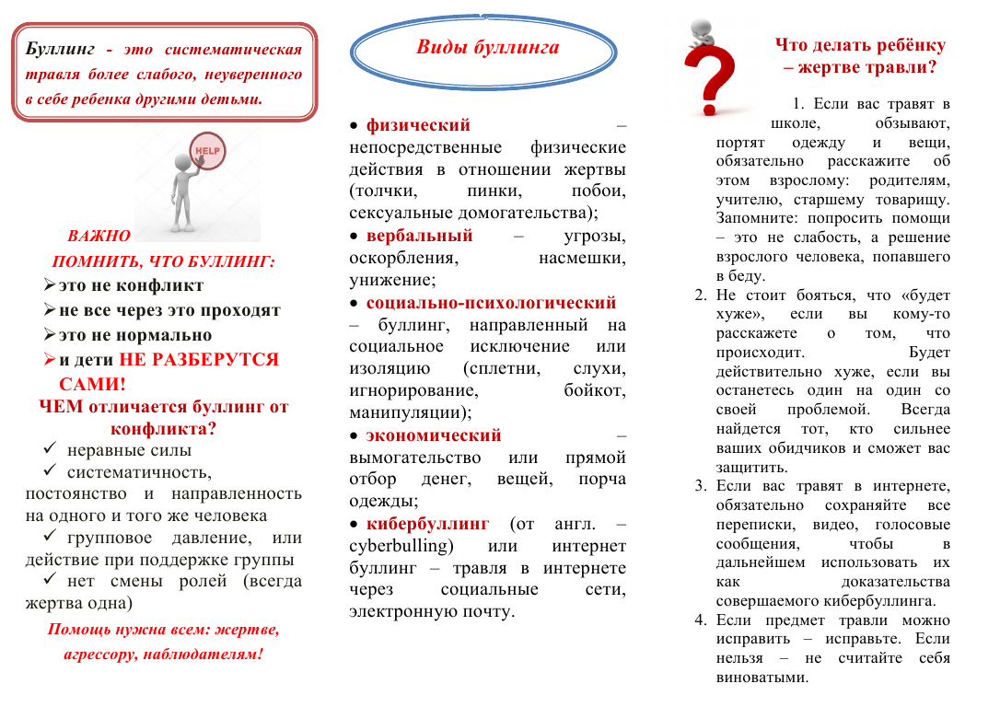 Буллинг - это систематическая
травля более слабого, неуверенного
в себе ребенка другими детьми.
HELP
ВАЖНО
ПОМНИТЬ, ЧТО БУЛЛИНГ:
это не конфликт
не все через это проходят
это не нормально
и дети НЕ РАЗБЕРУТСЯ
САМИ!
ЧЕМ отличается буллинг от
конфликта?
неравные силы
систематичность,
постоянство и направленность
на одного и того же человека
групповое давление, или
действие при поддержке группы
нет смены ролей (всегда
жертва одна)
Помощь нужна всем: жертве,
агрессору, наблюдателям!
Виды буллинга
• физический –
непосредственные физические
действия в отношении жертвы
(толчки, пинки, побои,
сексуальные домогательства);
• вербальный – угрозы,
оскорбления, насмешки,
унижение;
• социально-психологический
– буллинг, направленный на
социальное исключение или
изоляцию (сплетни, слухи,
игнорирование, бойкот,
манипуляции);
• экономический –
вымогательство или прямой
отбор денег, вещей, порча
одежды;
• кибербуллинг (от англ. –
cyberbulling) или интернет
буллинг – травля в интернете
через социальные сети,
электронную почту.
Что делать ребёнку
– жертве травли?
1. Если вас травят в
школе, обзывают,
портят одежду и вещи,
обязательно расскажите об
этом взрослому: родителям,
учителю, старшему товарищу.
Запомните: попросить помощи
– это не слабость, а решение
взрослого человека, попавшего
в беду.
2. Не стоит бояться, что «будет
хуже», если вы кому-то
расскажете о том, что
происходит. Будет
действительно хуже, если вы
останетесь один на один со
своей проблемой. Всегда
найдется тот, кто сильнее
ваших обидчиков и сможет вас
защитить.
3. Если вас травят в интернете,
обязательно сохраняйте все
переписки, видео, голосовые
сообщения, чтобы в
дальнейшем использовать их
как доказательства
совершаемого кибербуллинга.
4. Если предмет травли можно
исправить – исправьте. Если
нельзя – не считайте себя
виноватыми.